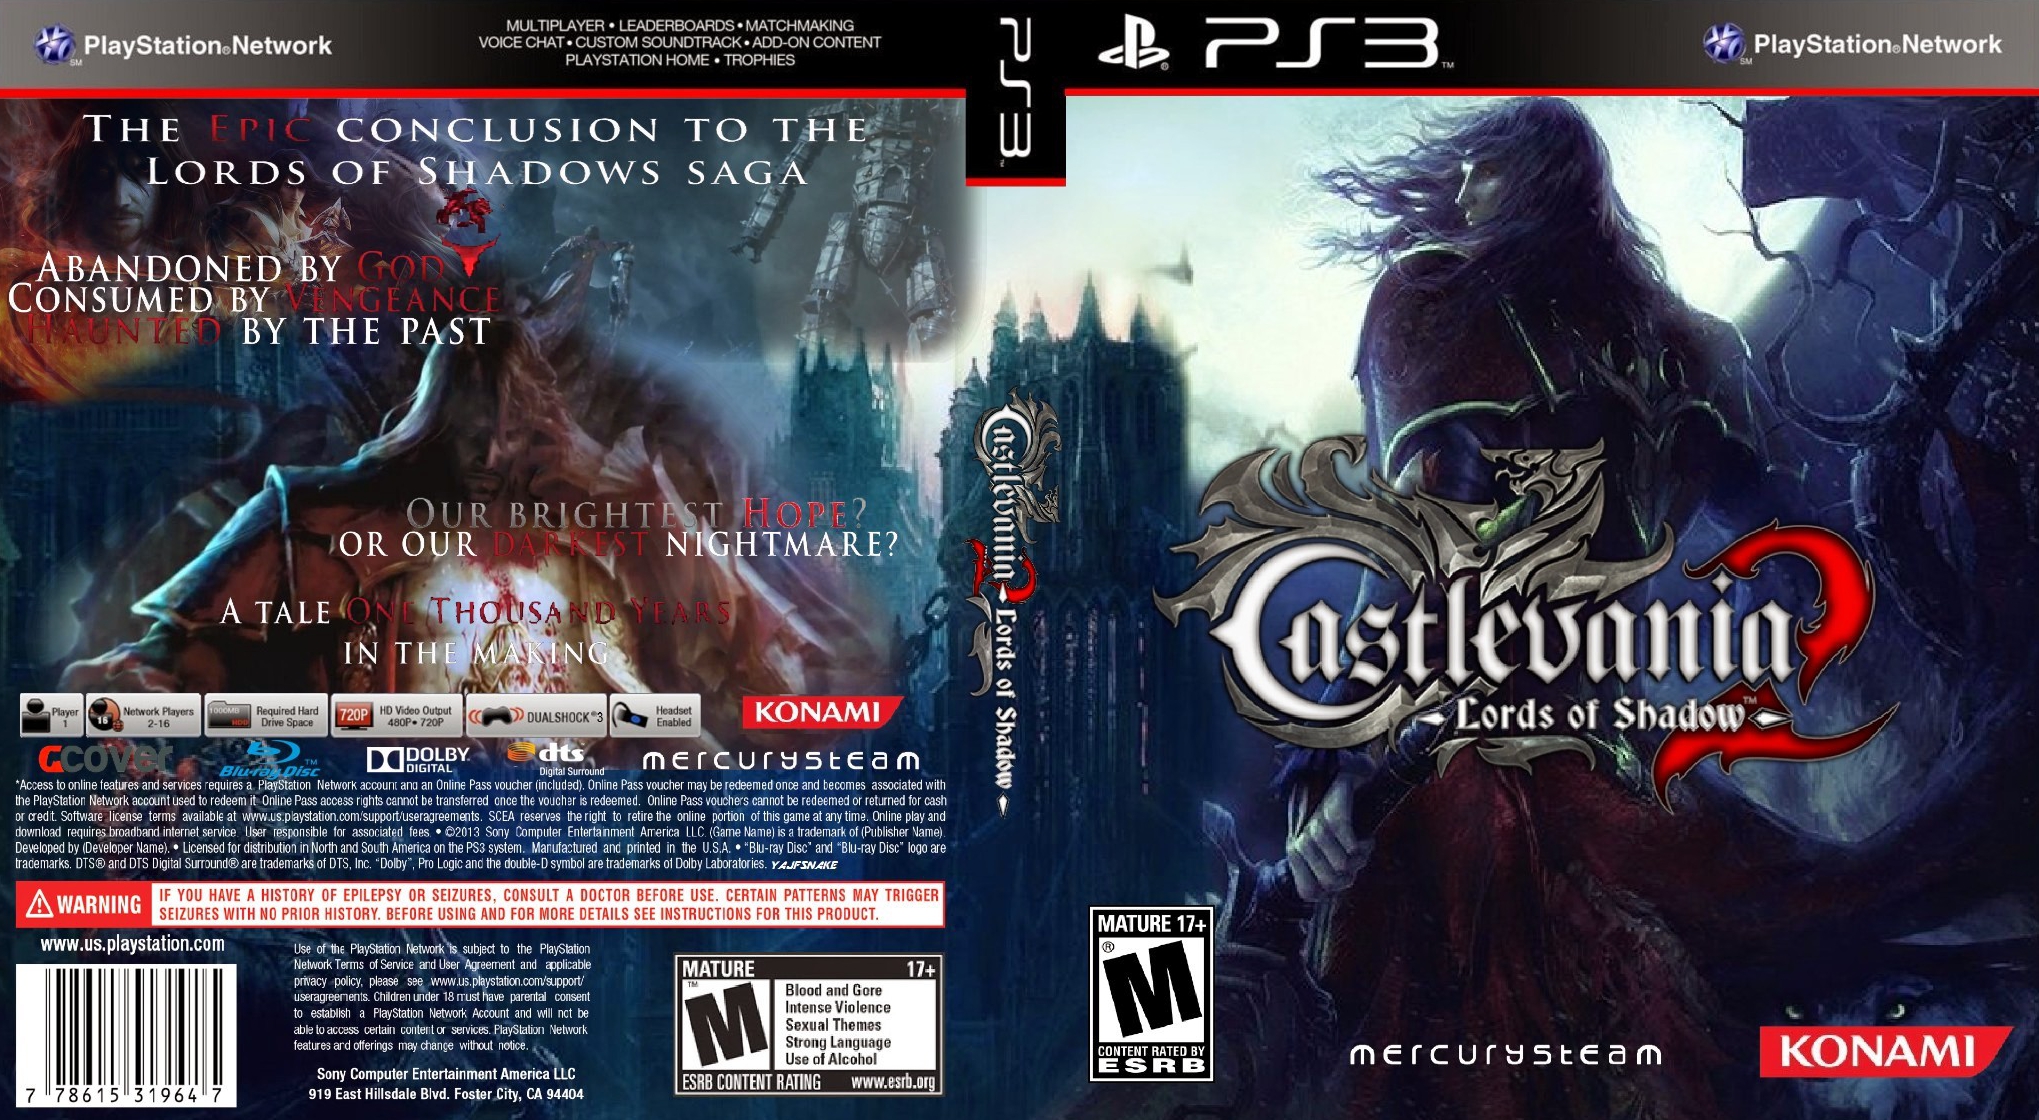 PlayStation®Network
SM
MULTIPLAYER • LEADERBOARDS • MATCHMAKING
VOICE CHAT • CUSTOM SOUNDTRACK • ADD-ON CONTENT
PLAYSTATION HOME • TROPHIES
THE EPIC CONCLUSION TO THE
LORDS OF SHADOWS SAGA
ABANDONED BY GOD
CONSUMED BY VENGEANCE
HAUNTED BY THE PAST
OUR BRIGHTEST HOPE?
OR OUR DARKEST NIGHTMARE?
A TALE ONE THOUSAND YEARS
IN THE MAKING
Player
1
16
Network Players
2-16
1000MB
HDD
Required Hard
Drive Space
720P
HD Video Output
480P • 720P
DUALSHOCK®3
Headset
Enabled
KONAMI
Gcover
Blu-ray Disc™
DOLBY
DIGITAL
dts
Digital Surround
mercurysteam
*Access to online features and services requires a PlayStation Network account and an Online Pass voucher (included). Online Pass voucher may be redeemed once and becomes associated with
the PlayStation Network account used to redeem it. Online Pass access rights cannot be transferred once the voucher is redeemed. Online Pass vouchers cannot be redeemed or returned for cash
or credit. Software license terms available at www.us.playstation.com/support/useragreements. SCEA reserves the right to retire the online portion of this game at any time. Online play and
download requires broadband internet service. User responsible for associated fees. • ©2013 Sony Computer Entertainment America LLC. (Game Name) is a trademark of (Publisher Name).
Developed by (Developer Name). • Licensed for distribution in North and South America on the PS3 system. Manufactured and printed in the U.S.A. • “Blu-ray Disc” and “Blu-ray Disc” logo are
trademarks. DTS® and DTS Digital Surround® are trademarks of DTS, Inc. “Dolby”, Pro Logic and the double-D symbol are trademarks of Dolby Laboratories. YAJFSNAKE
WARNING
IF YOU HAVE A HISTORY OF EPILEPSY OR SEIZURES, CONSULT A DOCTOR BEFORE USE. CERTAIN PATTERNS MAY TRIGGER
SEIZURES WITH NO PRIOR HISTORY. BEFORE USING AND FOR MORE DETAILS SEE INSTRUCTIONS FOR THIS PRODUCT.
www.us.playstation.com
7 78615 31964 7
Use of the PlayStation Network is subject to the PlayStation
Network Terms of Service and User Agreement and applicable
privacy policy, please see www.us.playstation.com/support/
useragreements. Children under 18 must have parental consent
to establish a PlayStation Network Account and will not be
able to access certain content or services. PlayStation Network
features and offerings may change without notice.
Sony Computer Entertainment America LLC
919 East Hillsdale Blvd. Foster City, CA 94404
MATURE 17+
M
™
Blood and Gore
Intense Violence
Sexual Themes
Strong Language
Use of Alcohol
ESRB CONTENT RATING www.esrb.org
PS3™
Castlevania
2
Lords of Shadow
PS3™
PlayStation®Network
SM
Castlevania
2
Lords of Shadow™
MATURE 17+
®
M
CONTENT RATED BY
ESRB
mercurysteam
KONAMI